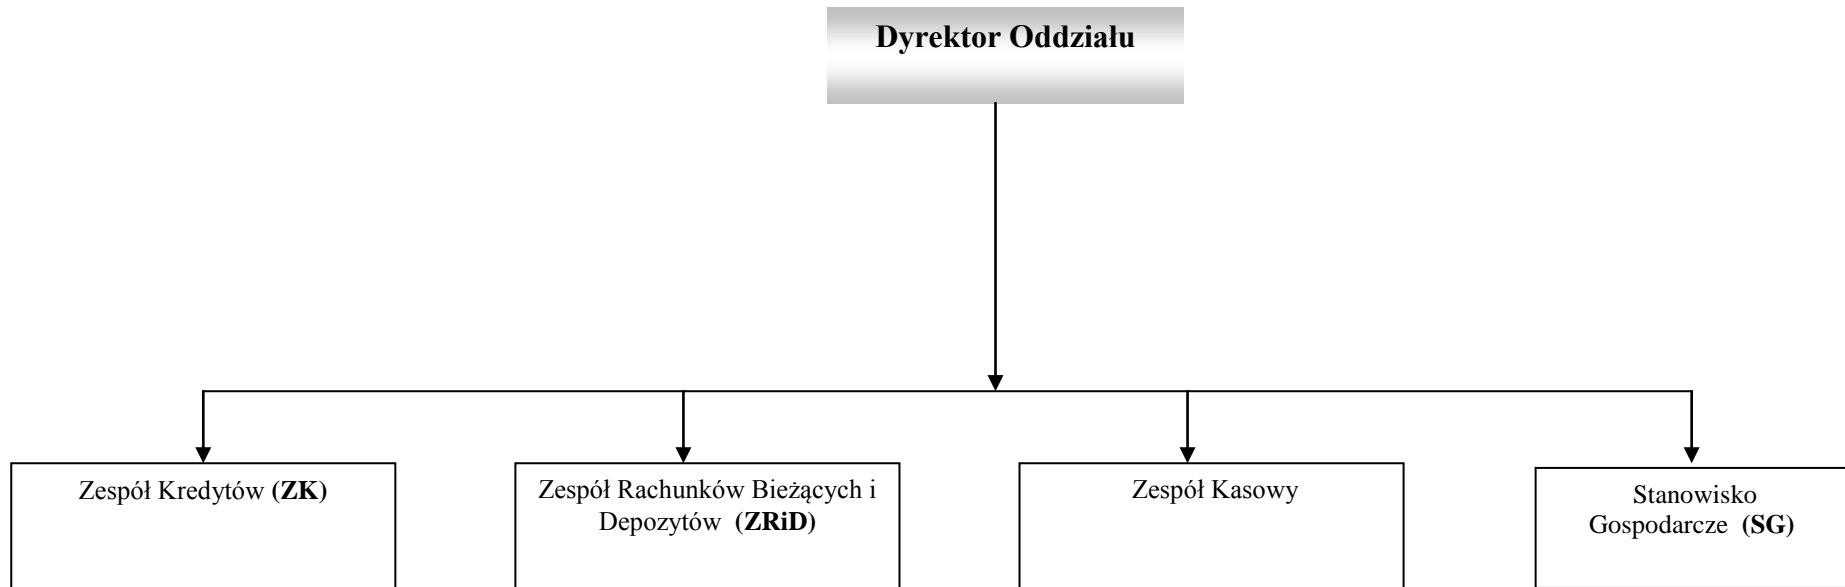 Dyrektor Oddziału
Zespół Kredytów (ZK)
Zespół Rachunków Bieżących i
Depozytów (ZRiD)
Zespół Kasowy
Stanowisko
Gospodarcze (SG)